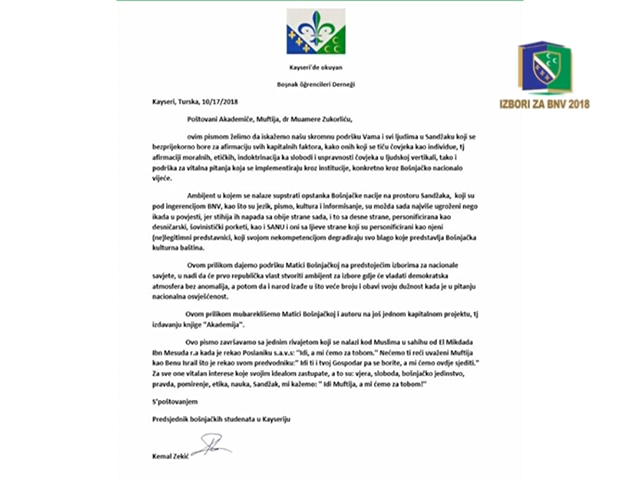 Kayseri'de okuyan
Boşnak öğrencileri Derneği
IZBORI ZA BNV 2018
Kayseri, Turska, 10/17/2018
Poštovani Akademiče, Muftija, dr Muamere Zukorliću,
ovim pismom želimo da iskažemo našu skromnu podršku Vama i svi ljudima u Sandžaku koji se
besprijekorno bore za afirmaciju svih kapitalnih faktora, kako onih koji se tiču čovjeka kao individue, tj
afirmaciji moralnih, etičkih, indoktrinacija ka slobodi i uspravnosti čovjeka u ljudskoj vertikali, tako i
podrška za vitalna pitanja koja se implementiraju kroz institucije, konkretno kroz Bošnjačko nacionalo
vijeće.
Ambijent u kojem se nalaze supstrati opstanka Bošnjačke nacije na prostoru Sandžaka, koji su
pod ingerencijom BNV, kao što su jezik, pismo, kultura i informisanje, su možda sada najviše ugroženi nego
ikada u povjesti, jer stihija ih napada sa obije strane sada, i to sa desne strane, personificirana kao
desničarski, šovinistički porketi, kao i SANU i oni sa ljeve strane koji su personificirani kao njeni
(ne)legitmni predstavnici, koji svojom nekompetencijom degradiraju svo blago koje predstavlja Bošnjačka
kulturna baština.
Ovom prilikom dajemo podršku Matici Bošnjačkoj na predstojećim izborima za nacionale
savjete, u nadi da će prvo republička vlast stvoriti ambijent za izbore gdje će vladati demokratska
atmosfera bez anomalija, a potom da i narod izađe u što veće broju i obavi svoju dužnost kada je u pitanju
nacionalna osvješćenost.
Ovom prilikom mubareklišemo Matici Bošnjačkoj i autoru na još jednom kapitalnom projektu, tj
izdavanju knjige "Akademija".
Ovo pismo završavamo sa jednim rivajetom koji se nalazi kod Muslima u sahihu od El Mikdada
Ibn Mesuda r.a kada je rekao Poslaniku s.a.v.s: "Idi, a mi ćemo za tobom." Nećemo ti reći uvaženi Muftija
kao Benu Israil što je rekao svom predvodniku:" Idi ti i tvoj Gospodar pa se borite, a mi ćemo ovdje sjediti."
Za sve one vitalan interese koje svojim idealom zastupate, a to su: vjera, sloboda, bošnjačko jedinstvo,
pravda, pomirenje, etika, nauka, Sandžak, mi kažemo: " Idi Muftija, a mi ćemo za tobom!"
S'poštovanjem
Predsjednik bošnjačkih studenata u Kayseriju
Kemal Zekić